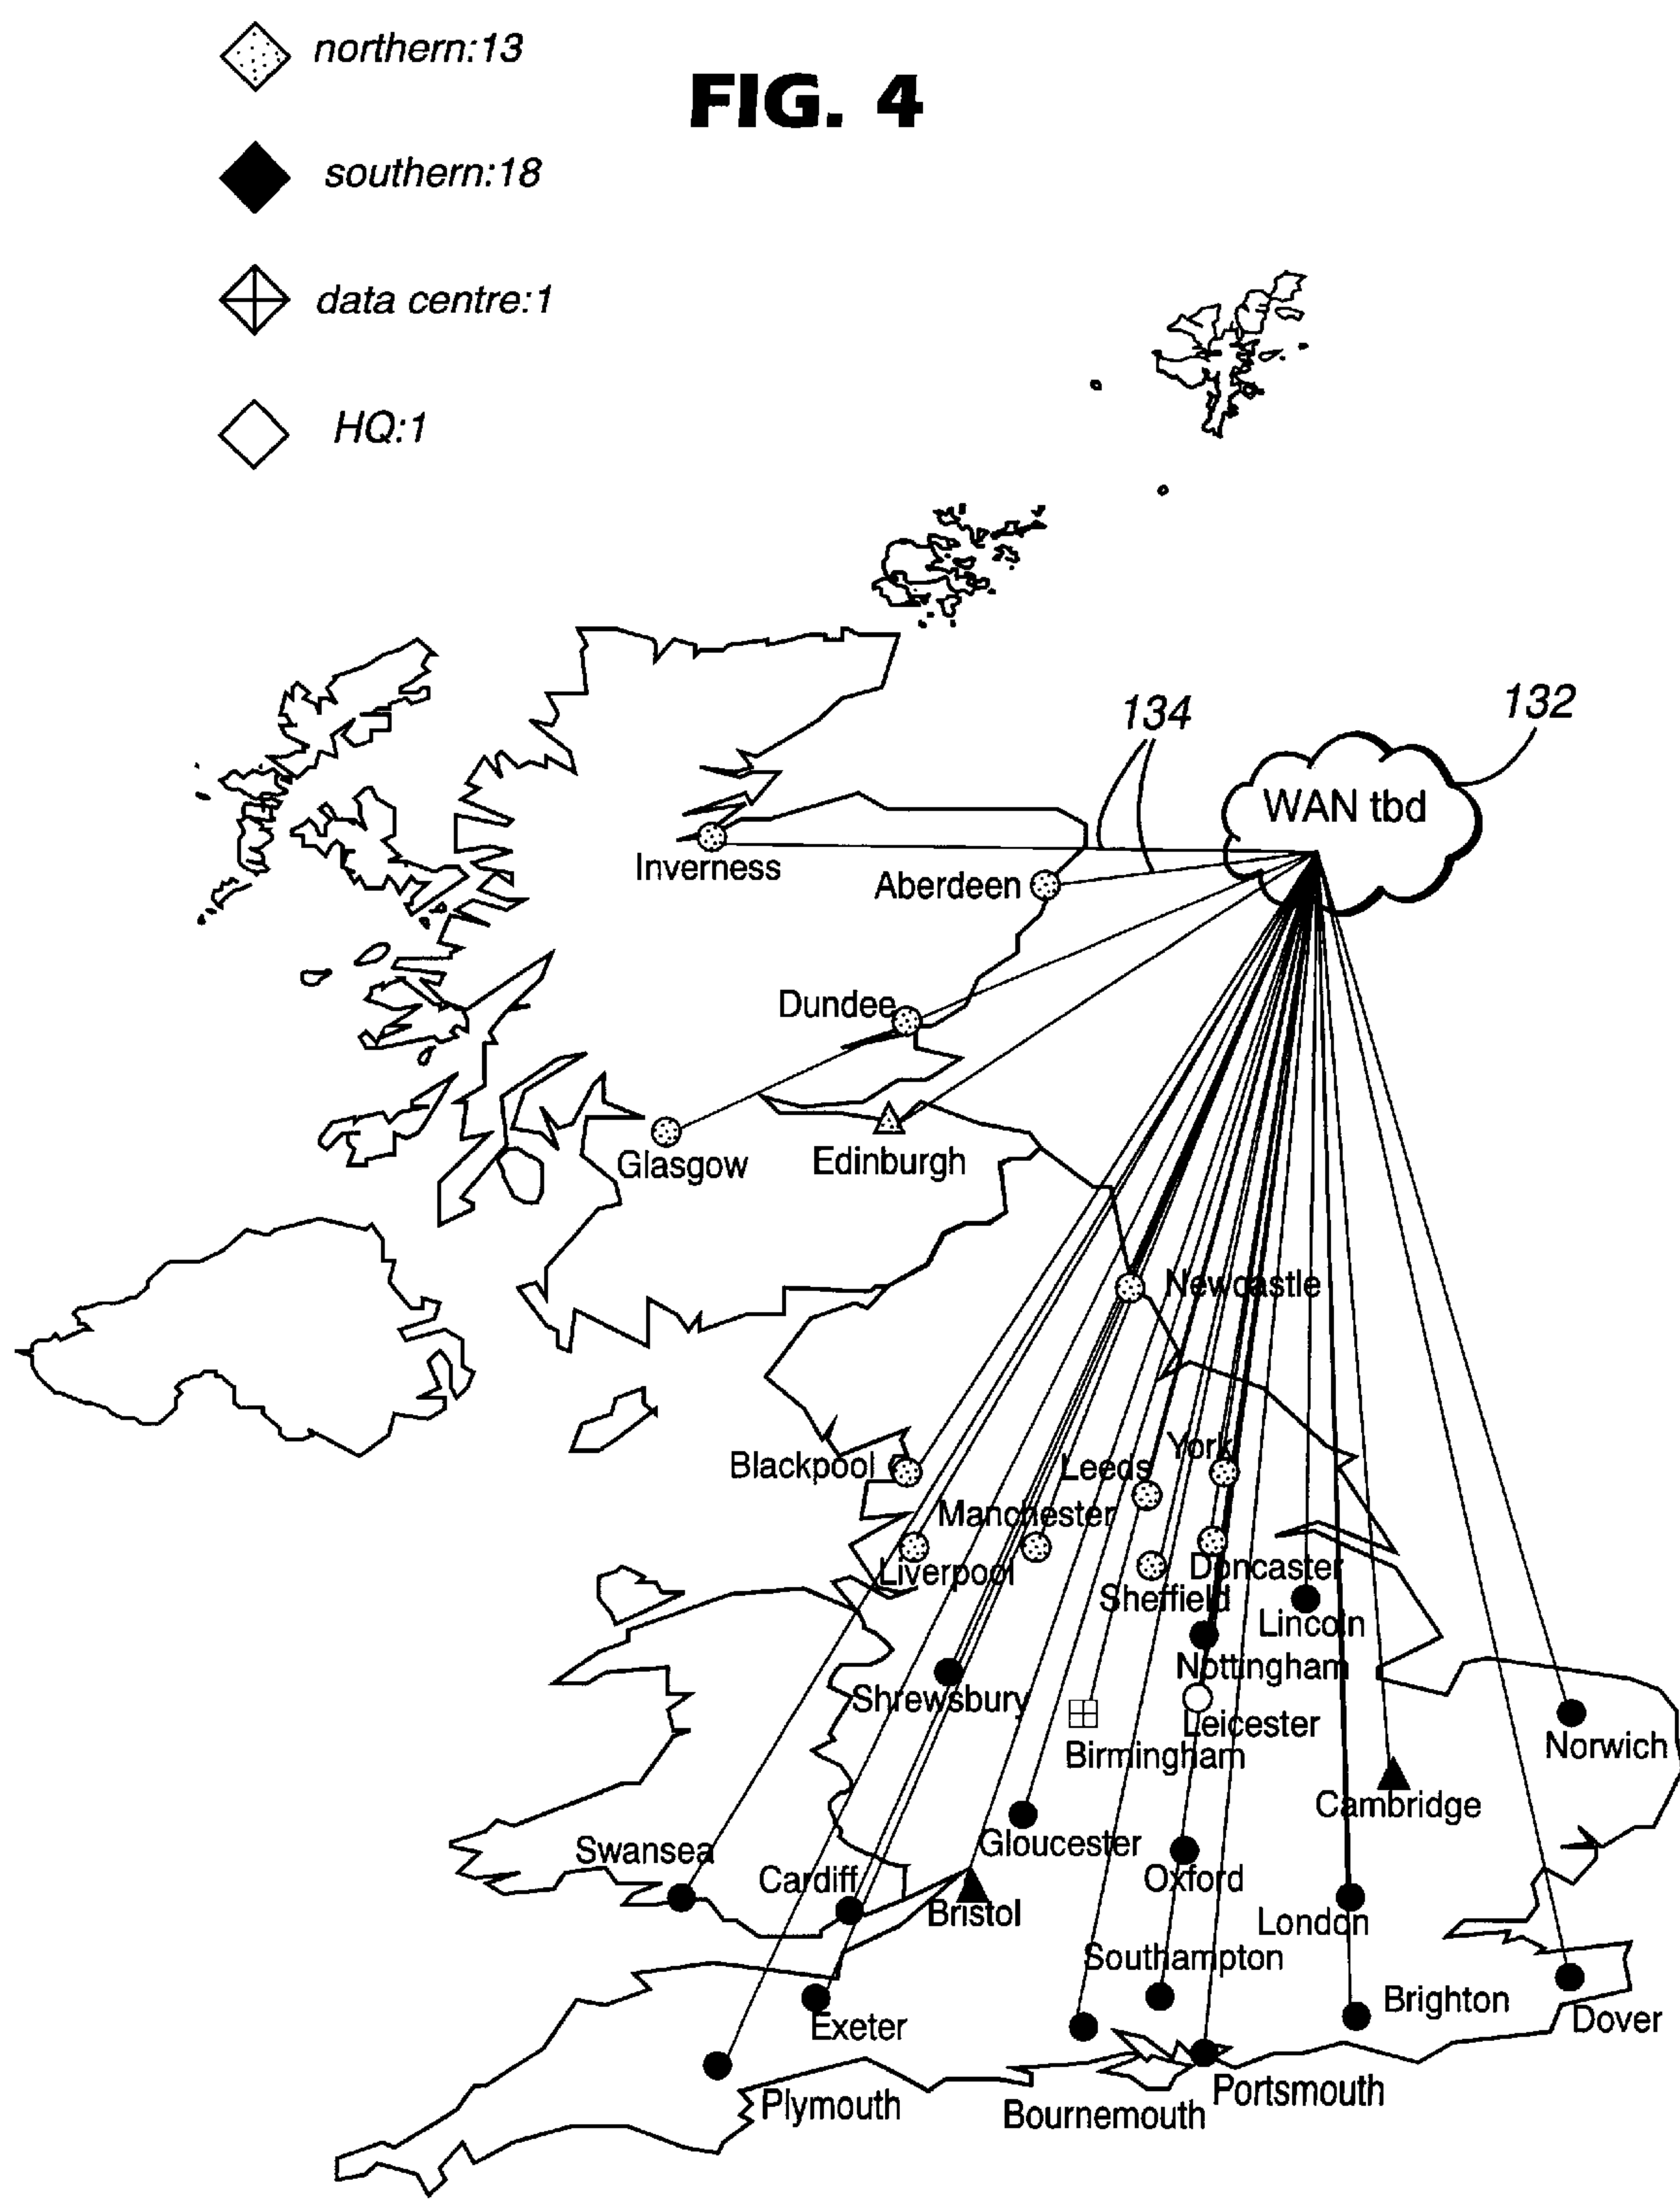 northern:13
FIG. 4
southern:18
data centre:1
HQ:1
134
132
WAN tbd
Inverness
Aberdeen
Dundee
Glasgow
Edinburgh
Newcastle
York
Blackpool
Leeds
Manchester
Liverpool
Doncaster
Sheffield
Lincoln
Nottingham
Shrewsbury
Leicester
Norwich
Birmingham
Cambridge
Gloucester
Swansea
Cardiff
Oxford
Bristol
London
Southampton
Brighton
Dover
Exeter
Portsmouth
Plymouth
Bournemouth